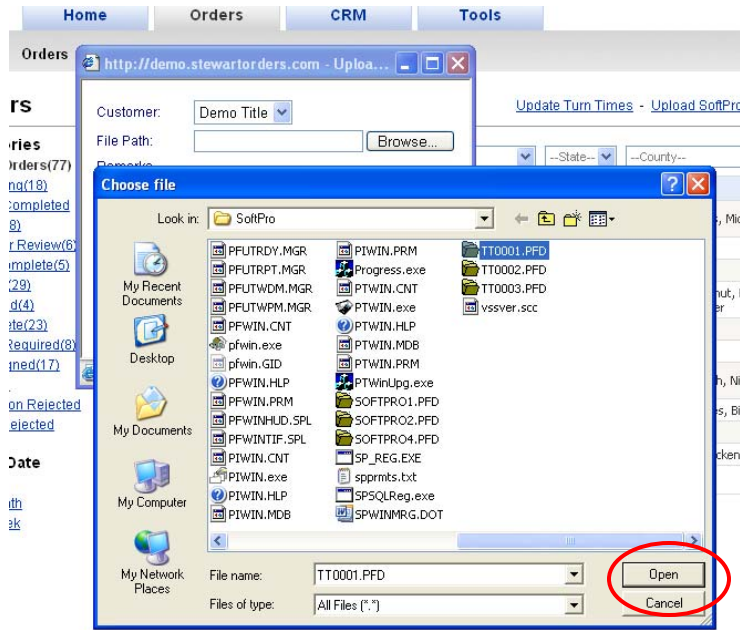 Home Orders CRM Tools
Orders
http://demo.stewartorders.com - Uploa...
rs
Customer: Demo Title
Update Turn Times - Upload SoftPro
ries
File Path: Browse...
Orders(77)
Remarks
--State-- --County--
ng(18)
Completed
8)
r Review(6)
mplete(5)
(29)
d(4)
ete(23)
Required(8)
gned(17)
on Rejected
ejected
Date
nth
ek
Choose file
Look in: SoftPro
My Recent Documents
Desktop
My Documents
My Computer
My Network Places
PFUTRDY.MGR
PFUTRPT.MGR
PFUTWDM.MGR
PFUTWPM.MGR
PFWIN.CNT
pfwin.exe
pfwin.GID
PFWIN.HLP
PFWIN.PRM
PFWINHUD.SPL
PFWINTIF.SPL
PIWIN.CNT
PIWIN.exe
PIWIN.HLP
PIWIN.MDB
PIWIN.PRM
Progress.exe
PTWIN.CNT
PTWIN.exe
PTWIN.HLP
PTWIN.MDB
PTWIN.PRM
PTWinUpg.exe
SOFTPRO1.PFD
SOFTPRO2.PFD
SOFTPRO4.PFD
SP_REG.EXE
spprmts.txt
SPSQLReg.exe
SPWINMRG.DOT
TT0001.PFD
TT0002.PFD
TT0003.PFD
vssver.scc
File name: TT0001.PFD Open
Files of type: All Files (*.*) Cancel